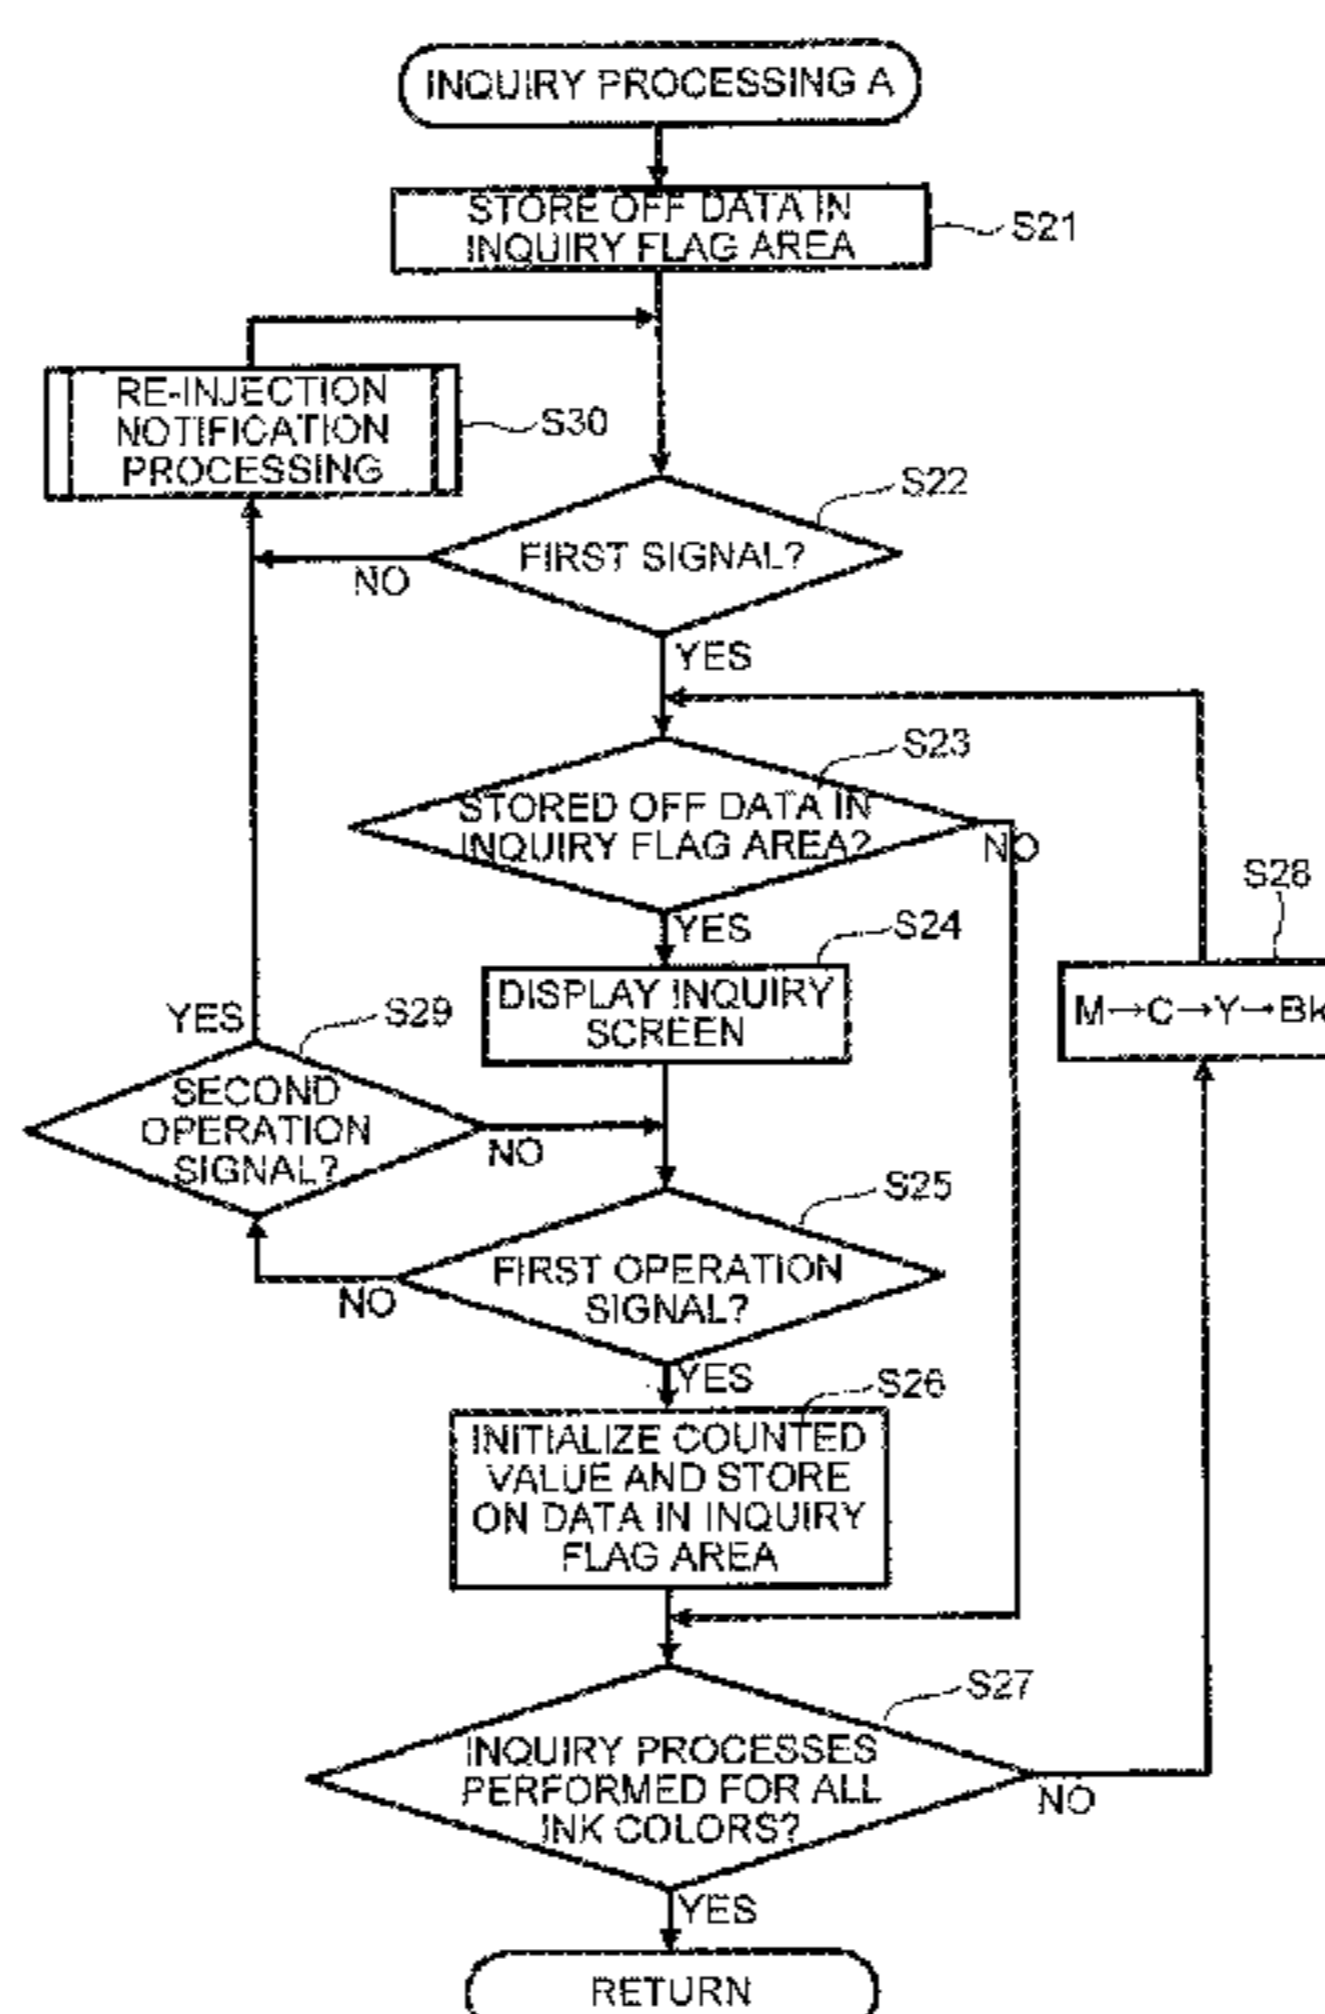 INQUIRY PROCESSING A
STORE OFF DATA IN
INQUIRY FLAG AREA
S21
RE-INJECTION
NOTIFICATION
PROCESSING
S30
S22
FIRST SIGNAL?
NO
YES
S23
STORED OFF DATA IN
INQUIRY FLAG AREA?
NO
YES
S24
DISPLAY INQUIRY
SCREEN
S28
M→C→Y→Bk
YES
S29
SECOND
OPERATION
SIGNAL?
NO
S25
FIRST OPERATION
SIGNAL?
NO
YES
S26
INITIALIZE COUNTED
VALUE AND STORE
ON DATA IN INQUIRY
FLAG AREA
S27
INQUIRY PROCESSES
PERFORMED FOR ALL
INK COLORS?
NO
YES
RETURN